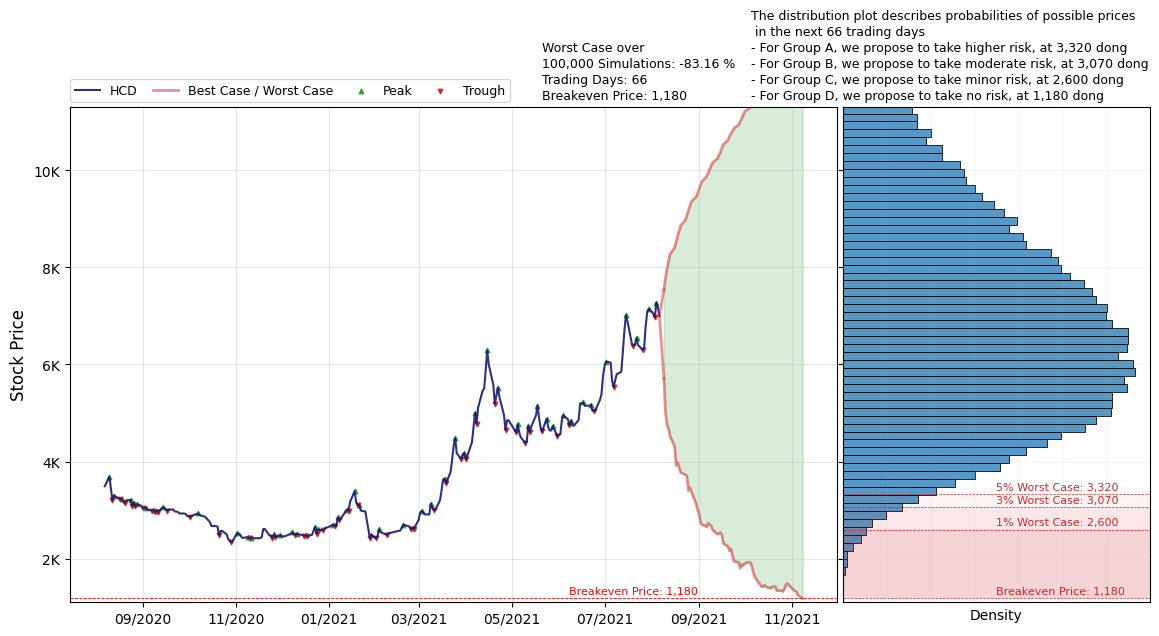 The distribution plot describes probabilities of possible prices
in the next 66 trading days
- For Group A, we propose to take higher risk, at 3,320 dong
- For Group B, we propose to take moderate risk, at 3,070 dong
- For Group C, we propose to take minor risk, at 2,600 dong
- For Group D, we propose to take no risk, at 1,180 dong
Worst Case over
100,000 Simulations: -83.16 %
Trading Days: 66
Breakeven Price: 1,180
HCD
Best Case / Worst Case
Peak
Trough
Stock Price
10K
8K
6K
4K
2K
Breakeven Price: 1,180
09/2020
11/2020
01/2021
03/2021
05/2021
07/2021
09/2021
11/2021
5% Worst Case: 3,320
3% Worst Case: 3,070
1% Worst Case: 2,600
Breakeven Price: 1,180
Density